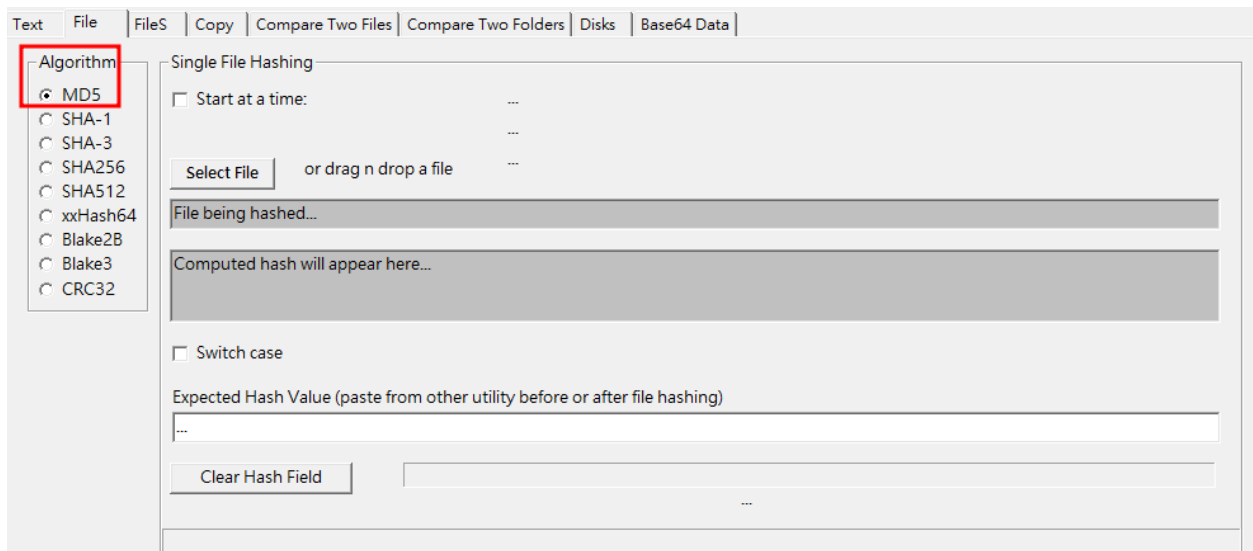 Text File FileS Copy Compare Two Files Compare Two Folders Disks Base64 Data
Algorithm
MD5
SHA-1
SHA-3
SHA256
SHA512
xxHash64
Blake2B
Blake3
CRC32
Single File Hashing
Start at a time:
...
...
...
Select File or drag n drop a file
File being hashed...
Computed hash will appear here...
Switch case
Expected Hash Value (paste from other utility before or after file hashing)
...
Clear Hash Field
...